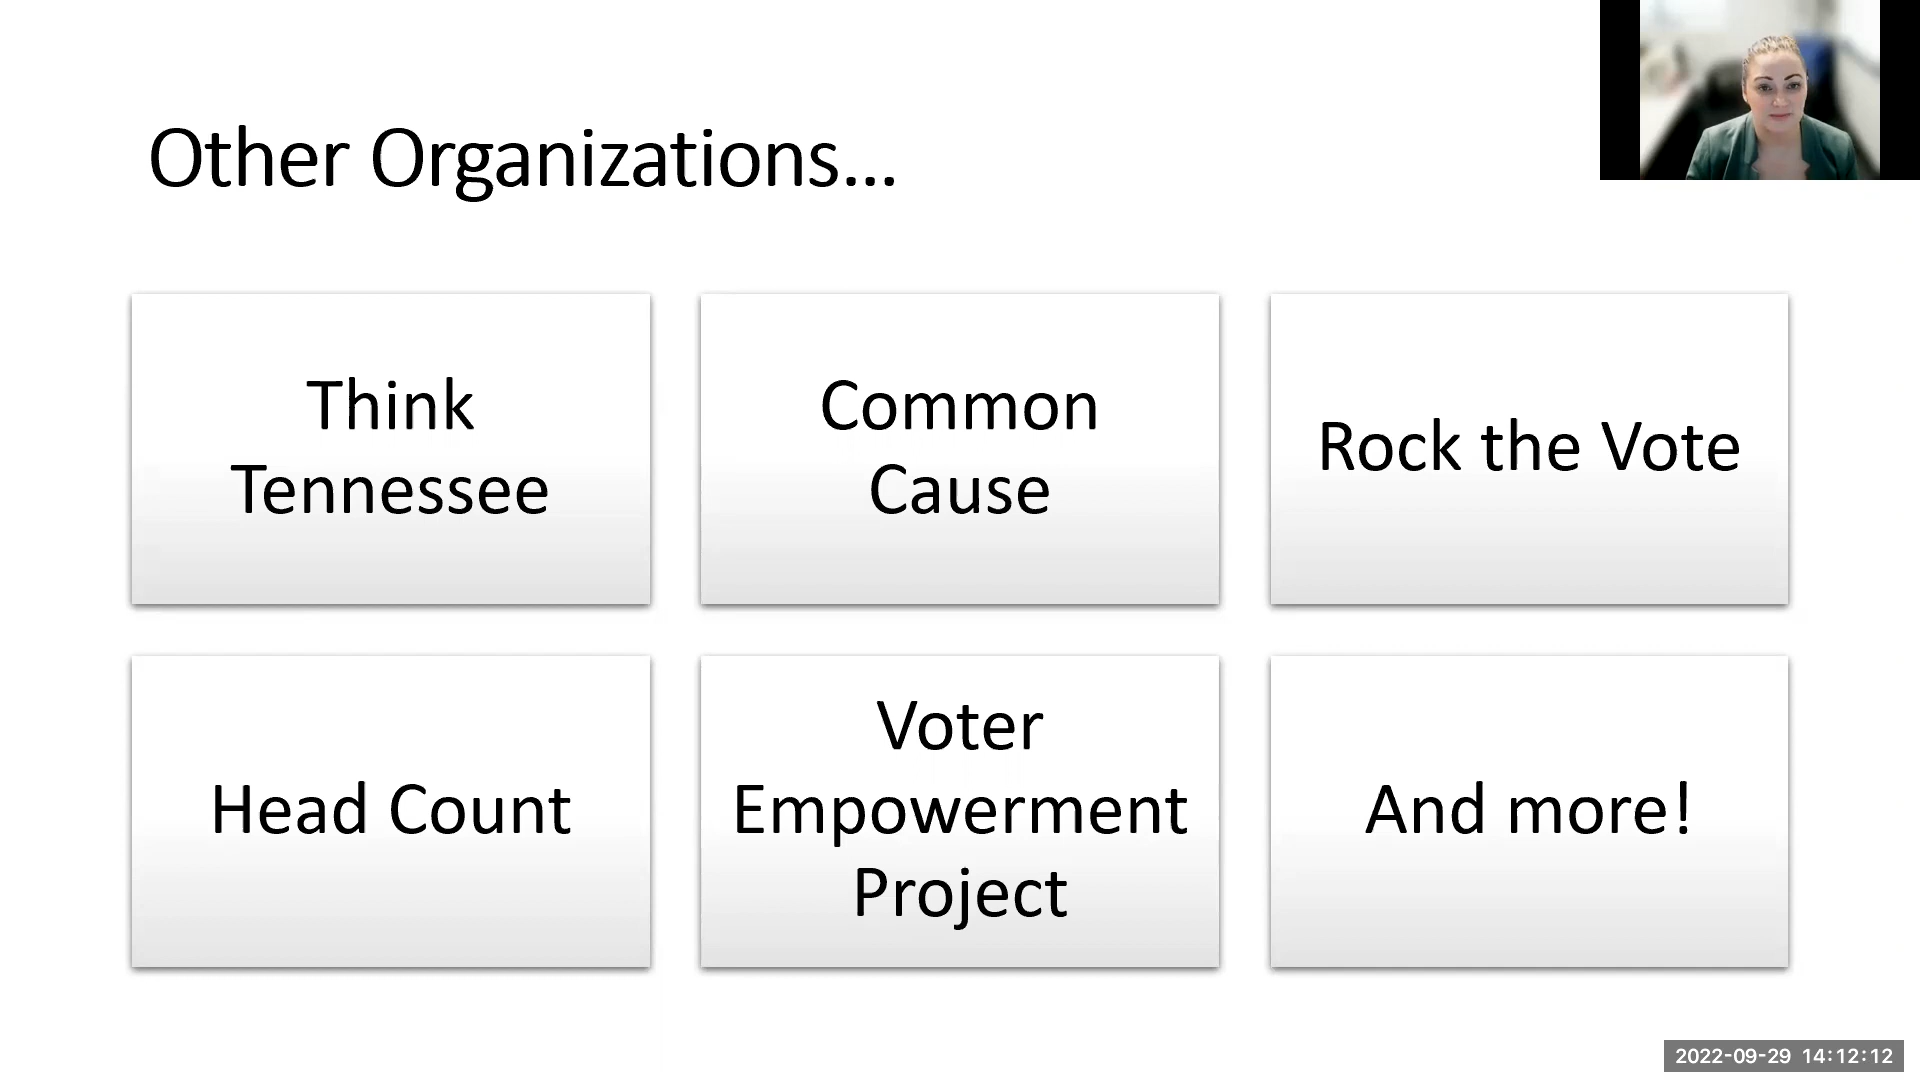 Other Organizations...
Think
Tennessee
Common
Cause
Rock the Vote
Head Count
Voter
Empowerment
Project
And more!
2022-09-29 14:12:12